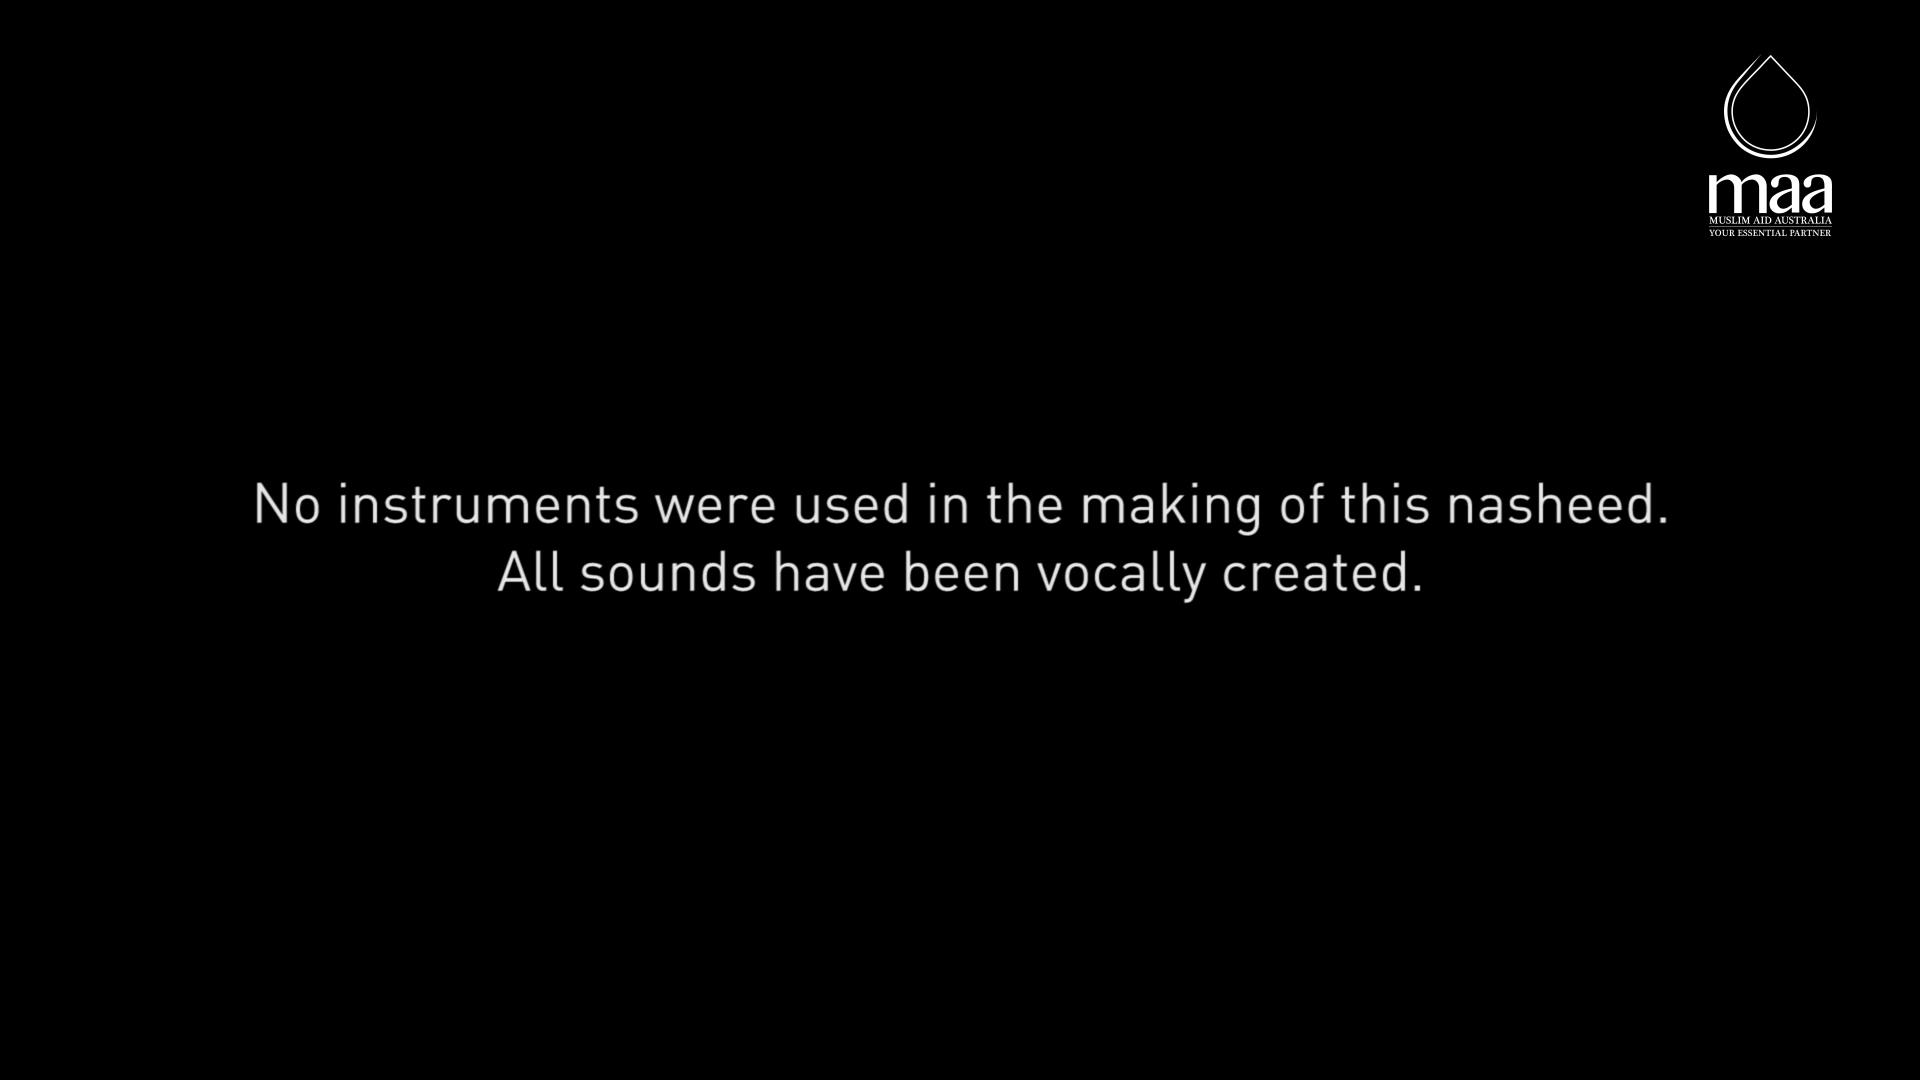 maa
MUSLIM AID AUSTRALIA
YOUR ESSENTIAL PARTNER
No instruments were used in the making of this nasheed.
All sounds have been vocally created.